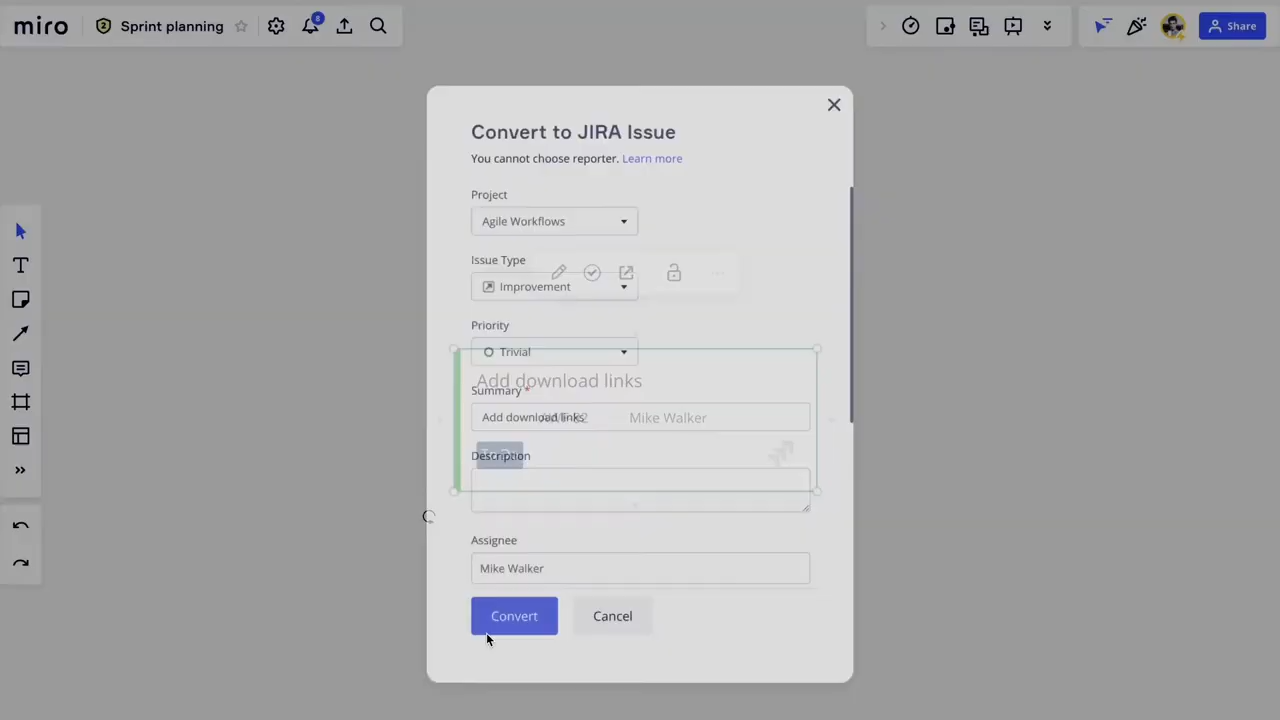 miro
Sprint planning
8
Share
Convert to JIRA Issue
You cannot choose reporter. Learn more
Project
Agile Workflows
Issue Type
Improvement
Priority
Trivial
Add download links
Summary *
Add download links
Mike Walker
Description
Assignee
Mike Walker
Convert
Cancel